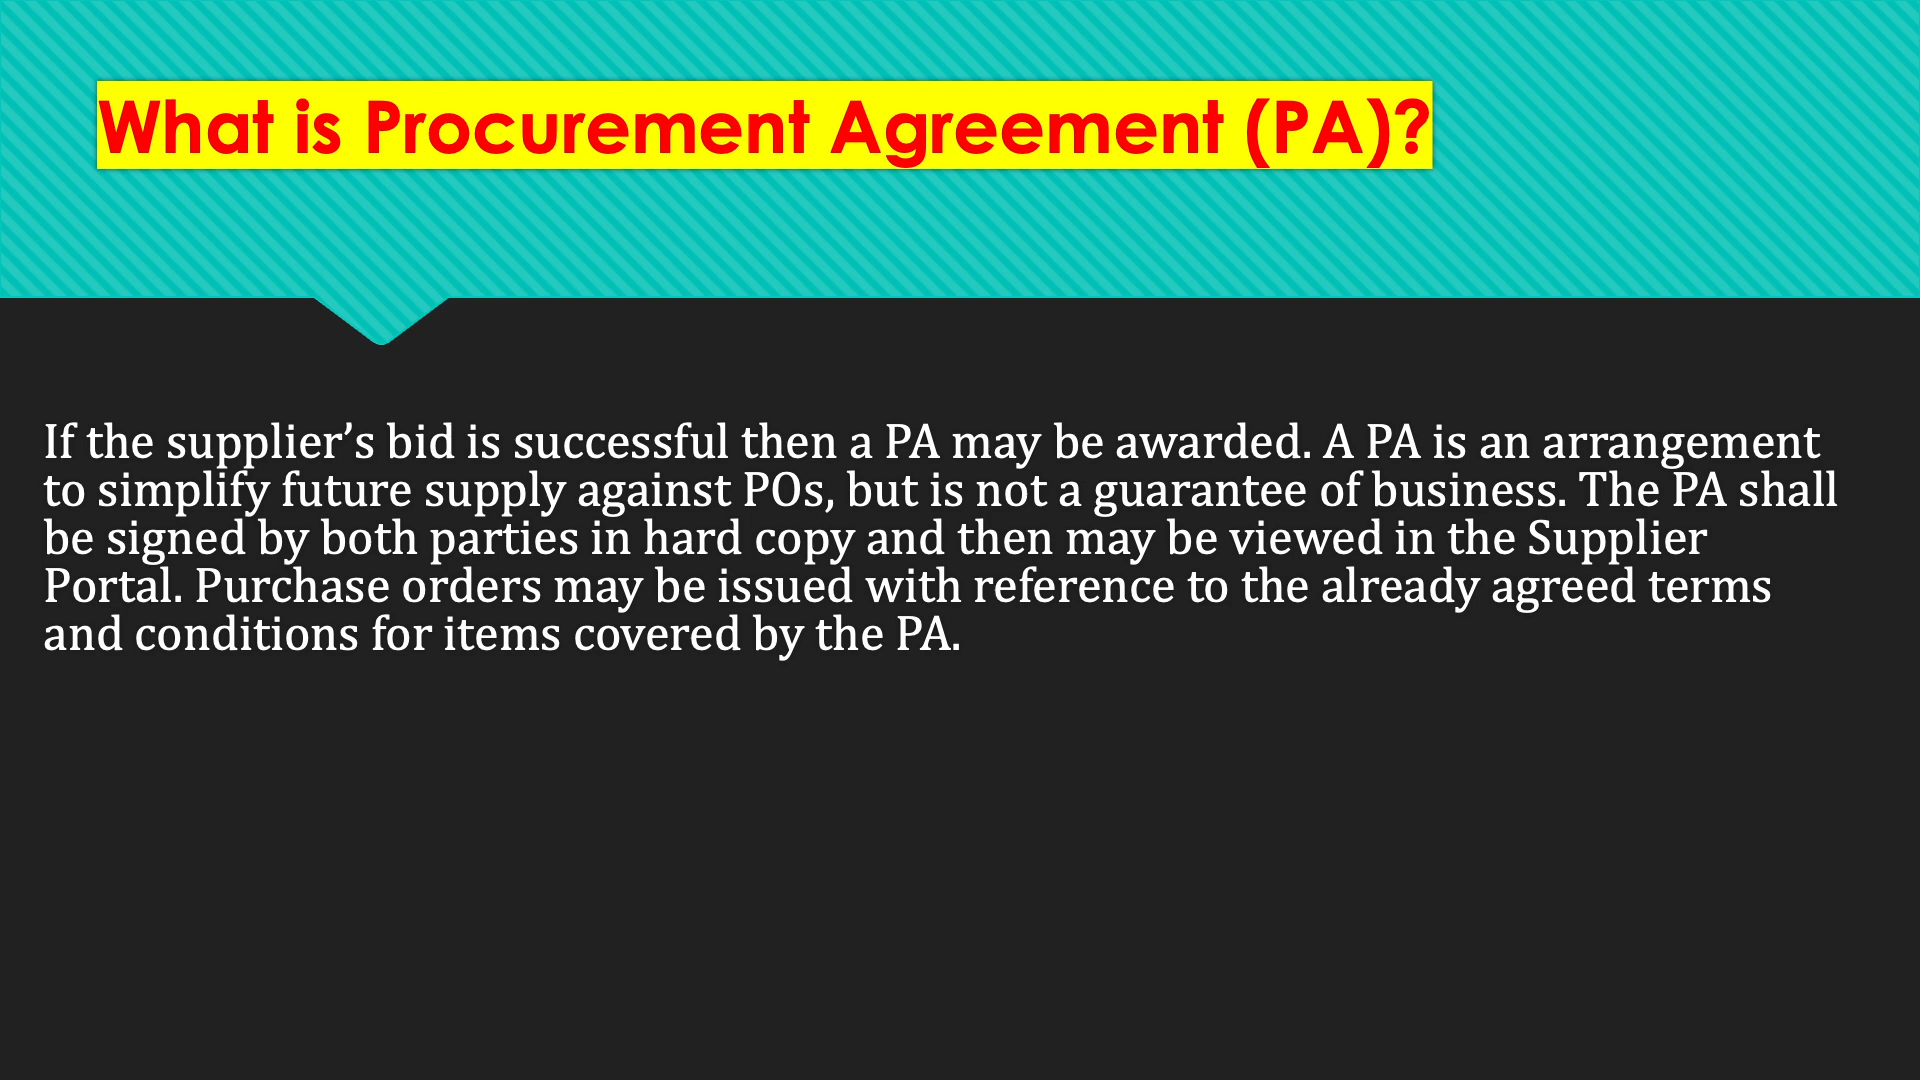 What is Procurement Agreement (PA)?
If the supplier’s bid is successful then a PA may be awarded. A PA is an arrangement
to simplify future supply against POs, but is not a guarantee of business. The PA shall
be signed by both parties in hard copy and then may be viewed in the Supplier
Portal. Purchase orders may be issued with reference to the already agreed terms
and conditions for items covered by the PA.